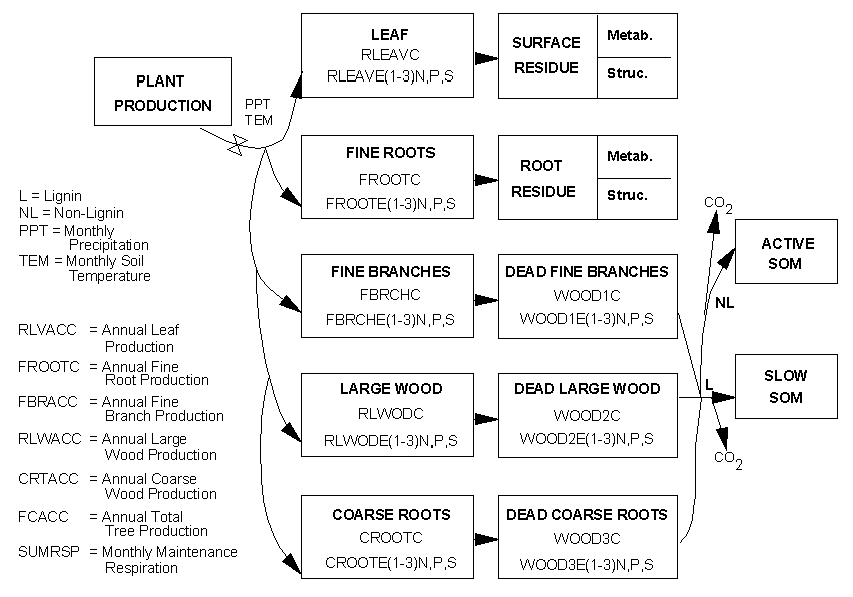 PLANT
PRODUCTION
PPT
TEM
LEAF
RLEAVC
RLEAVE(1-3)N,P,S
SURFACE
RESIDUE
Metab.
Struc.
FINE ROOTS
FROOTC
FROOTE(1-3)N,P,S
ROOT
RESIDUE
Metab.
Struc.
FINE BRANCHES
FBRCHC
FBRCHE(1-3)N,P,S
DEAD FINE BRANCHES
WOOD1C
WOOD1E(1-3)N,P,S
LARGE WOOD
RLWODC
RLWODE(1-3)N,P,S
DEAD LARGE WOOD
WOOD2C
WOOD2E(1-3)N,P,S
COARSE ROOTS
CROOTC
CROOTE(1-3)N,P,S
DEAD COARSE ROOTS
WOOD3C
WOOD3E(1-3)N,P,S
CO2
ACTIVE
SOM
NL
L
SLOW
SOM
CO2
L = Lignin
NL = Non-Lignin
PPT = Monthly
Precipitation
TEM = Monthly Soil
Temperature
RLVACC = Annual Leaf
Production
FROOTC = Annual Fine
Root Production
FBRACC = Annual Fine
Branch Production
RLWACC = Annual Large
Wood Production
CRTACC = Annual Coarse
Wood Production
FCACC = Annual Total
Tree Production
SUMRSP = Monthly Maintenance
Respiration